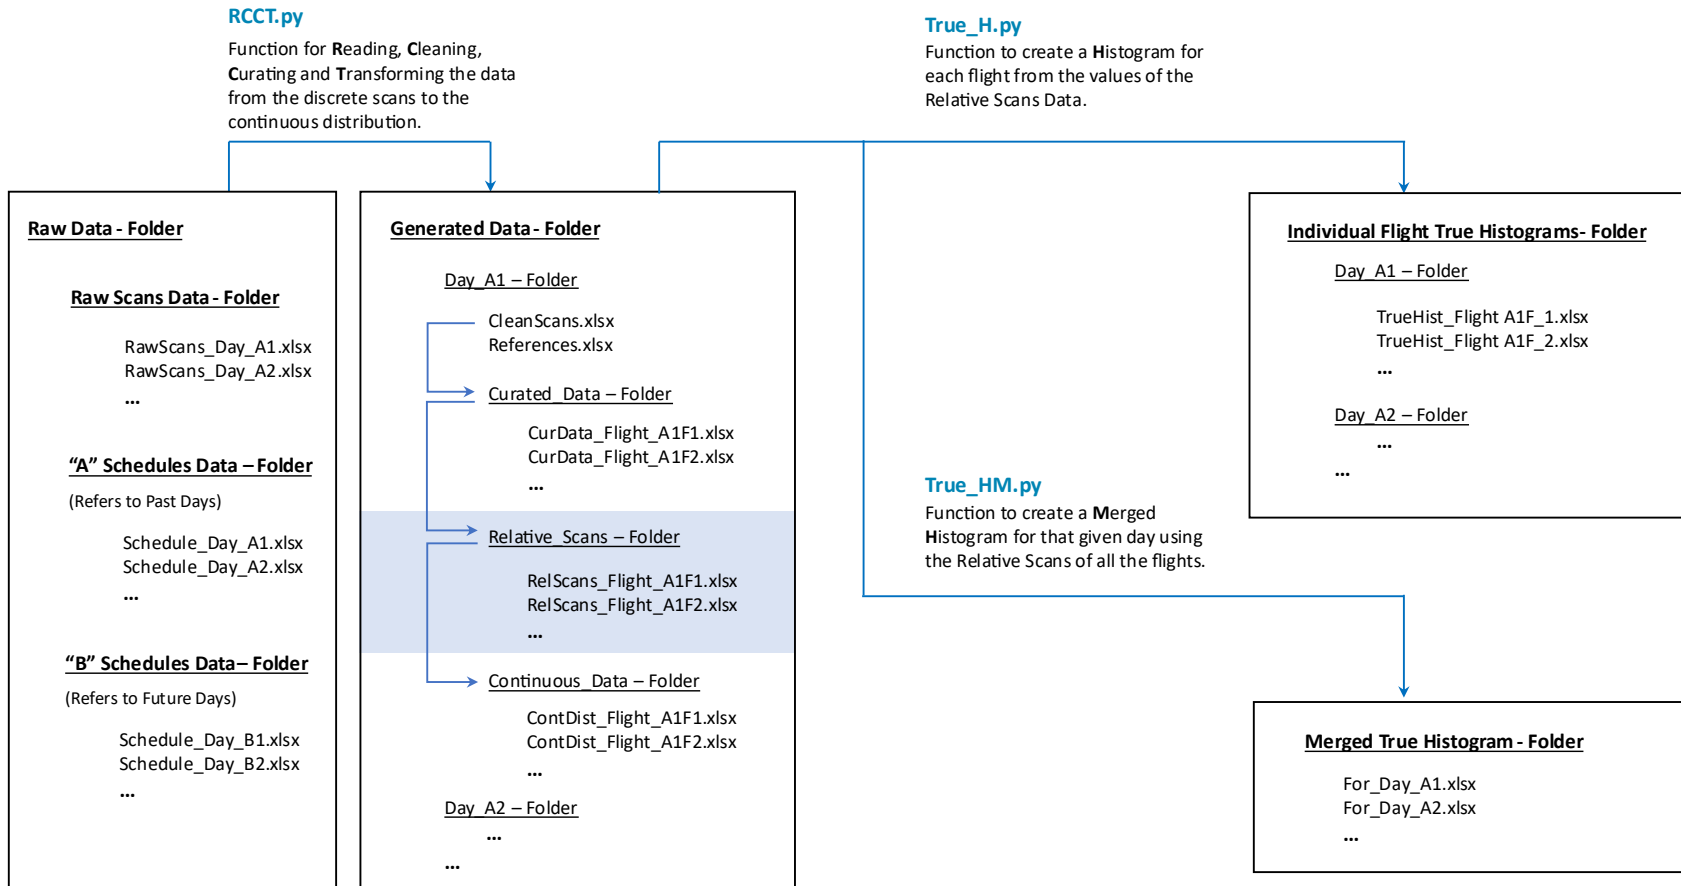 RCCT.py
Function for Reading, Cleaning,
Curating and Transforming the data
from the discrete scans to the
continuous distribution.
True_H.py
Function to create a Histogram for
each flight from the values of the
Relative Scans Data.
Raw Data - Folder
Raw Scans Data - Folder
RawScans_Day_A1.xlsx
RawScans_Day_A2.xlsx
...
“A” Schedules Data – Folder
(Refers to Past Days)
Schedule_Day_A1.xlsx
Schedule_Day_A2.xlsx
...
“B” Schedules Data – Folder
(Refers to Future Days)
Schedule_Day_B1.xlsx
Schedule_Day_B2.xlsx
...
Generated Data - Folder
Day_A1 – Folder
CleanScans.xlsx
References.xlsx
Curated_Data – Folder
CurData_Flight_A1F1.xlsx
CurData_Flight_A1F2.xlsx
...
Relative_Scans – Folder
RelScans_Flight_A1F1.xlsx
RelScans_Flight_A1F2.xlsx
...
Continuous_Data – Folder
ContDist_Flight_A1F1.xlsx
ContDist_Flight_A1F2.xlsx
...
Day_A2 – Folder
...
...
Individual Flight True Histograms- Folder
Day_A1 – Folder
TrueHist_Flight A1F_1.xlsx
TrueHist_Flight A1F_2.xlsx
...
Day_A2 – Folder
...
...
True_HM.py
Function to create a Merged
Histogram for that given day using
the Relative Scans of all the flights.
Merged True Histogram - Folder
For_Day_A1.xlsx
For_Day_A2.xlsx
...